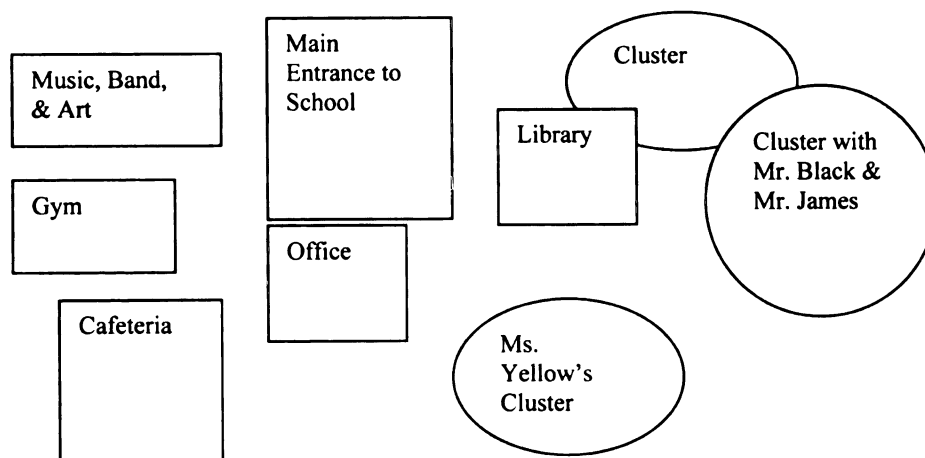 Music, Band,
& Art
Main
Entrance to
School
Cluster
Library
Cluster with
Mr. Black &
Mr. James
Gym
Office
Cafeteria
Ms.
Yellow's
Cluster